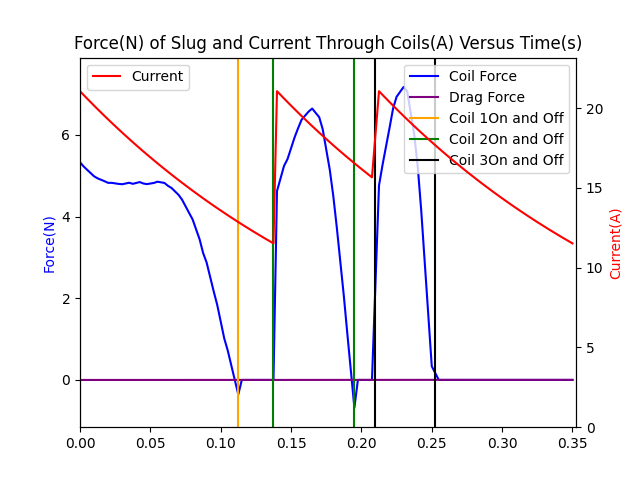 Force(N) of Slug and Current Through Coils(A) Versus Time(s)
Current
Coil Force
Drag Force
Coil 1On and Off
Coil 2On and Off
Coil 3On and Off
Force(N)
6
4
2
0
Current(A)
20
15
10
5
0
0.00 0.05 0.10 0.15 0.20 0.25 0.30 0.35